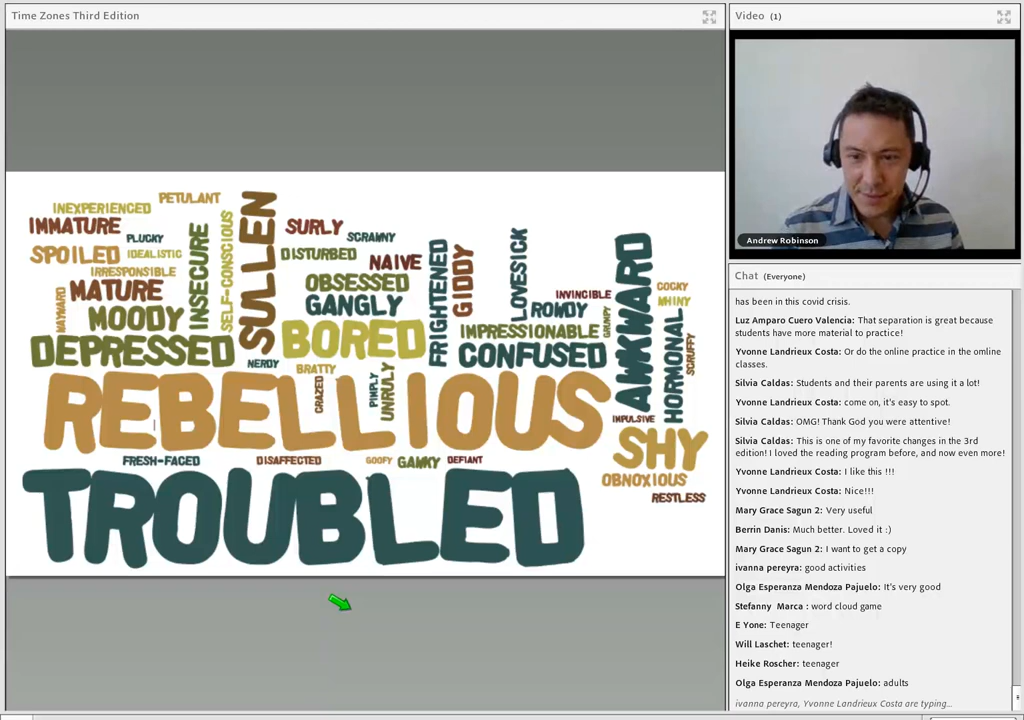 Time Zones Third Edition
PETULANT
INEXPERIENCED
IMMATURE
PLUCKY
SPOILED
IDEALISTIC
IRRESPONSIBLE
MATURE
WAYWARD
MOODY
INSECURE
SELF-CONSCIOUS
SULLEN
DEPRESSED
NERDY
SURLY
SCRAWNY
DISTURBED
NAIVE
OBSESSED
GANGLY
BORED
BRATTY
FRIGHTENED
GIDDY
LOVESICK
INVINCIBLE
ROWDY
GRUMPY
IMPRESSIONABLE
CONFUSED
AWKWARD
COCKY
WHINY
HORMONAL
SCRUFFY
CRAZED
PIMPLY
UNRULY
REBELLIOUS
IMPULSIVE
SHY
OBNOXIOUS
RESTLESS
FRESH-FACED
DISAFFECTED
GOOFY
GAWKY
DEFIANT
TROUBLED
Video (1)
Andrew Robinson
Chat (Everyone)
has been in this covid crisis.
Luz Amparo Cuero Valencia: That separation is great because
students have more material to practice!
Yvonne Landrieux Costa: Or do the online practice in the omline
classes.
Silvia Caldas: Students and their parents are using it a lot!
Yvonne Landrieux Costa: come on, it's easy to spot.
Silvia Caldas: OMG! Thank God you were attentive!
Silvia Caldas: This is one of my favorite changes in the 3rd
edition! I loved the reading program before, and now even more!
Yvonne Landrieux Costa: I like this !!!
Yvonne Landrieux Costa: Nice!!!
Mary Grace Sagun 2: Very useful
Berrin Danis: Much better. Loved it :)
Mary Grace Sagun 2: I want to get a copy
ivanna pereyra: good activities
Olga Esperanza Mendoza Pajuelo: It's very good
Stefanny Marca : word cloud game
E Yone: Teenager
Will Laschet: teenager!
Heike Roscher: teenager
Olga Esperanza Mendoza Pajuelo: adults
ivanna pereyra, Yvonne Landrieux Costa are typing...